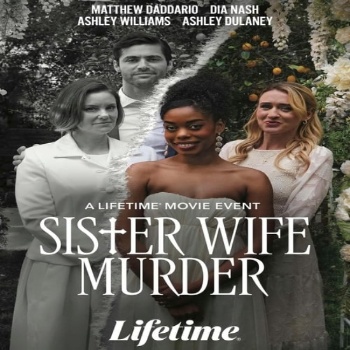 MATTHEW DADDARIO DIA NASH
ASHLEY WILLIAMS ASHLEY DULANEY
A LIFETIME® MOVIE EVENT
SISTER WIFE
MURDER
Lifetime®